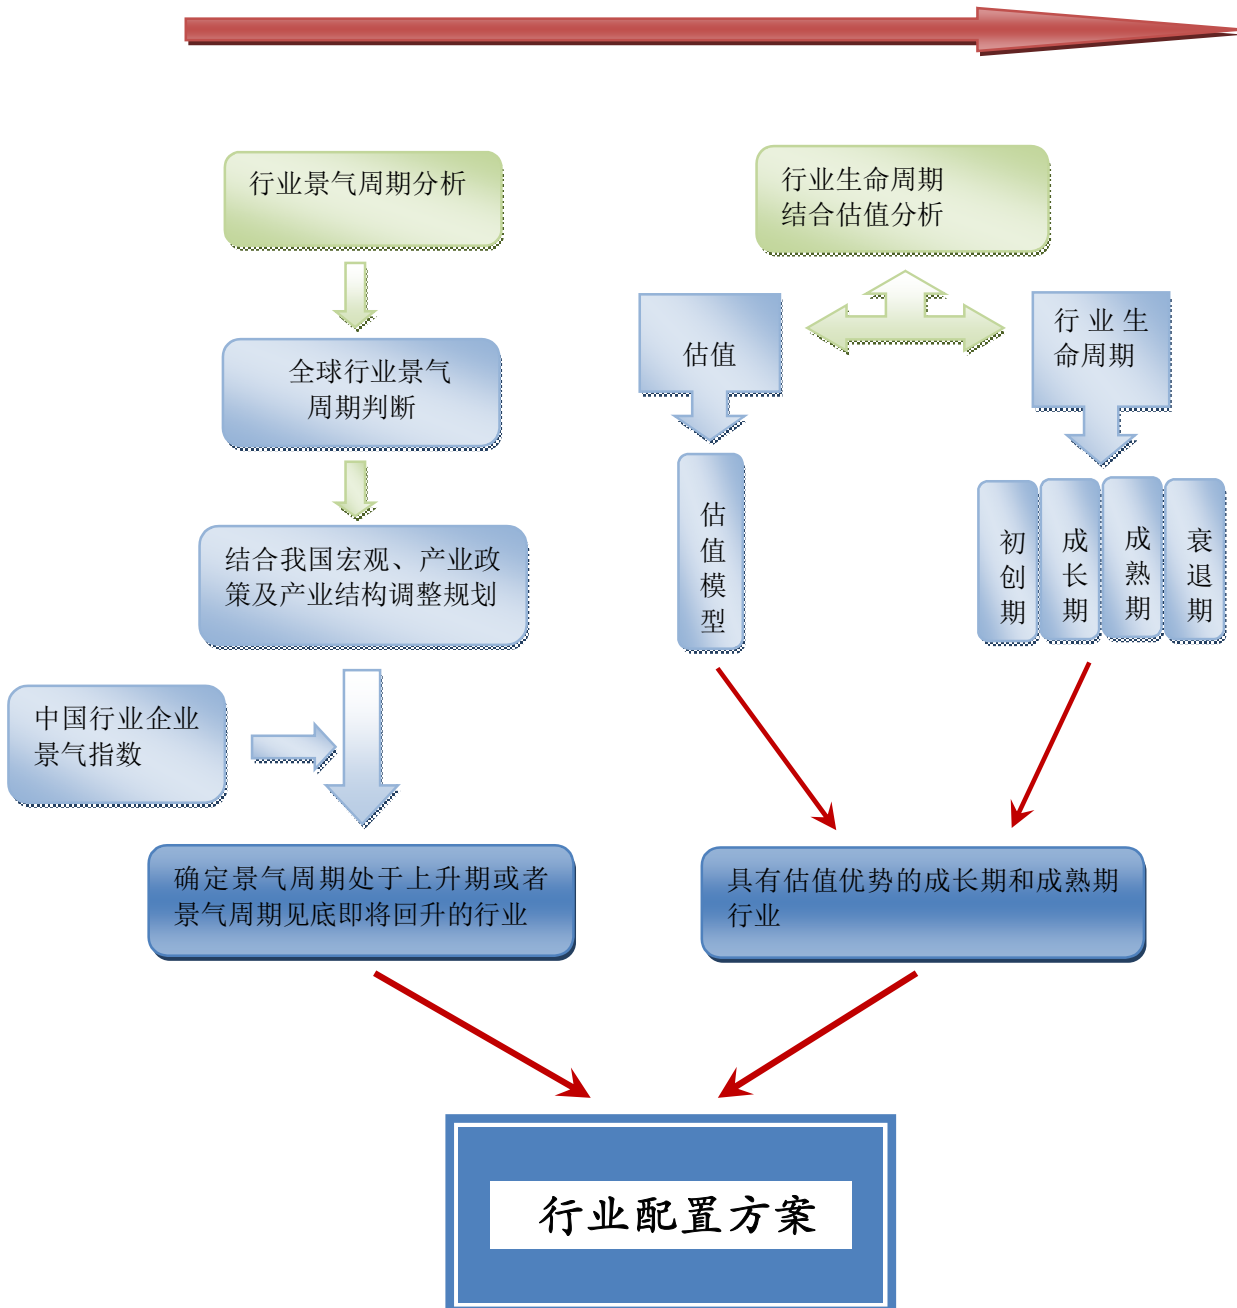 行业景气周期分析
全球行业景气
周期判断
结合我国宏观、产业政
策及产业结构调整规划
中国行业企业
景气指数
确定景气周期处于上升期或者
景气周期见底即将回升的行业
行业生命周期
结合估值分析
估值
行业生
命周期
估值模型
初创期
成长期
成熟期
衰退期
具有估值优势的成长期和成熟期
行业
行业配置方案